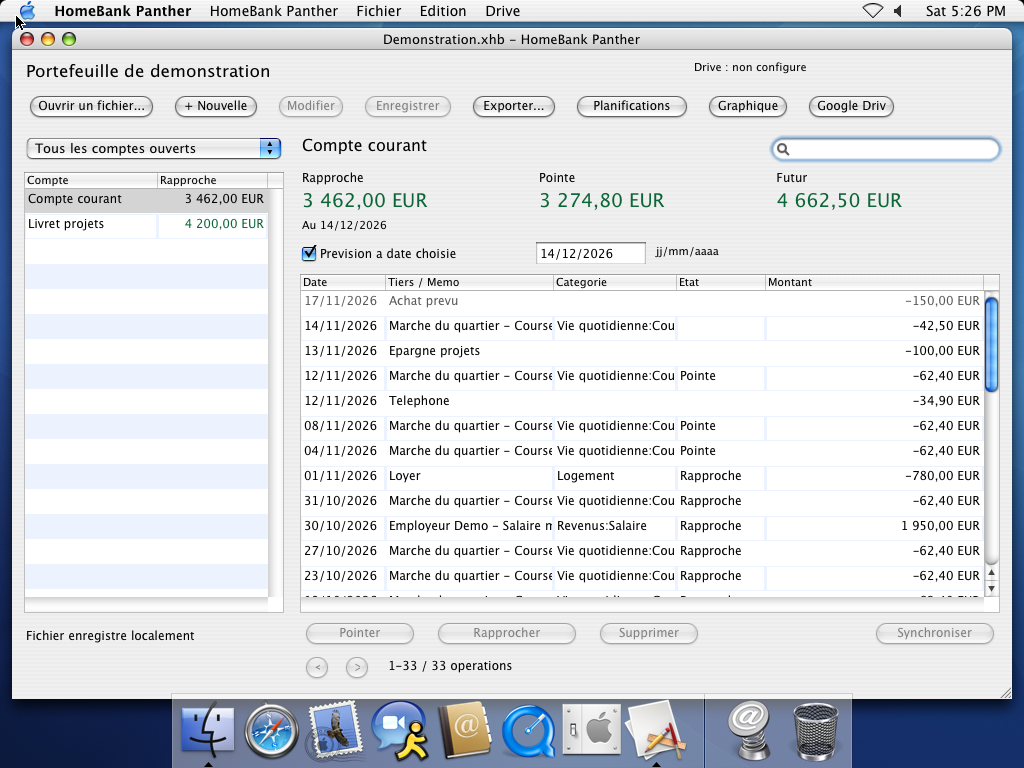 HomeBank Panther HomeBank Panther Fichier Edition Drive Sat 5:26 PM
Demonstration.xhb – HomeBank Panther
Portefeuille de demonstration
Drive : non configure
Ouvrir un fichier... + Nouvelle Modifier Enregistrer Exporter... Planifications Graphique Google Driv
Tous les comptes ouverts
Compte Rapproche
Compte courant 3 462,00 EUR
Livret projets 4 200,00 EUR
Compte courant
Rapproche Pointe Futur
3 462,00 EUR 3 274,80 EUR 4 662,50 EUR
Au 14/12/2026
Prevision a date choisie 14/12/2026 jj/mm/aaaa
Date Tiers / Memo Categorie Etat Montant
17/11/2026 Achat prevu –150,00 EUR
14/11/2026 Marche du quartier – Course Vie quotidienne:Cou –42,50 EUR
13/11/2026 Epargne projets –100,00 EUR
12/11/2026 Marche du quartier – Course Vie quotidienne:Cou Pointe –62,40 EUR
12/11/2026 Telephone –34,90 EUR
08/11/2026 Marche du quartier – Course Vie quotidienne:Cou Pointe –62,40 EUR
04/11/2026 Marche du quartier – Course Vie quotidienne:Cou Pointe –62,40 EUR
01/11/2026 Loyer Logement Rapproche –780,00 EUR
31/10/2026 Marche du quartier – Course Vie quotidienne:Cou Rapproche –62,40 EUR
30/10/2026 Employeur Demo – Salaire m Revenus:Salaire Rapproche 1 950,00 EUR
27/10/2026 Marche du quartier – Course Vie quotidienne:Cou Rapproche –62,40 EUR
23/10/2026 Marche du quartier – Course Vie quotidienne:Cou Rapproche –62,40 EUR
Fichier enregistre localement
Pointer Rapprocher Supprimer Synchroniser
< > 1–33 / 33 operations